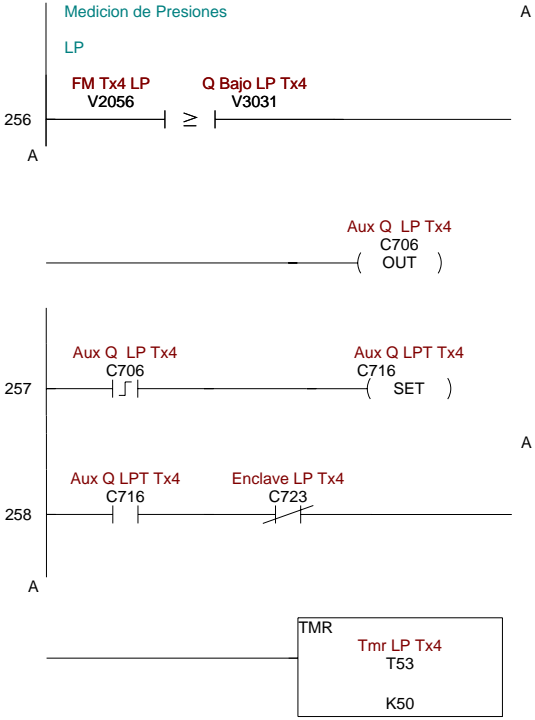 Medicion de Presiones
A
LP
FM Tx4 LP
Q Bajo LP Tx4
V2056
V3031
256
≥
A
Aux Q LP Tx4
C706
OUT
Aux Q LP Tx4
Aux Q LPT Tx4
C706
C716
257
SET
A
Aux Q LPT Tx4
Enclave LP Tx4
C716
C723
258
A
TMR
Tmr LP Tx4
T53
K50